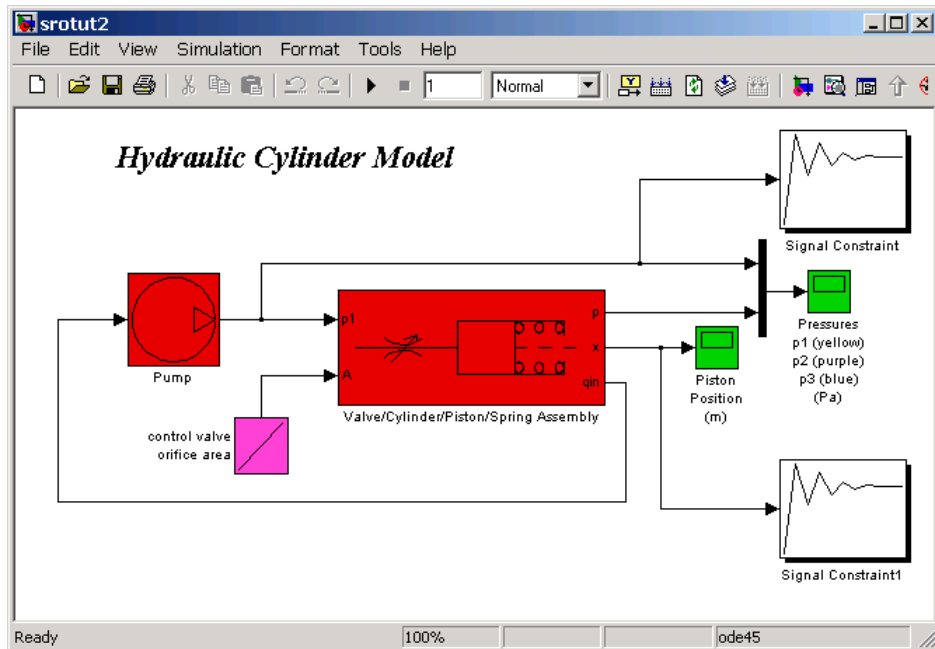 srotut2
File Edit View Simulation Format Tools Help
1 Normal
Hydraulic Cylinder Model
Signal Constraint
Pump
p1
A
p
x
qin
Valve/Cylinder/Piston/Spring Assembly
control valve
orifice area
Piston
Position
(m)
Pressures
p1 (yellow)
p2 (purple)
p3 (blue)
(Pa)
Signal Constraint1
Ready 100% ode45